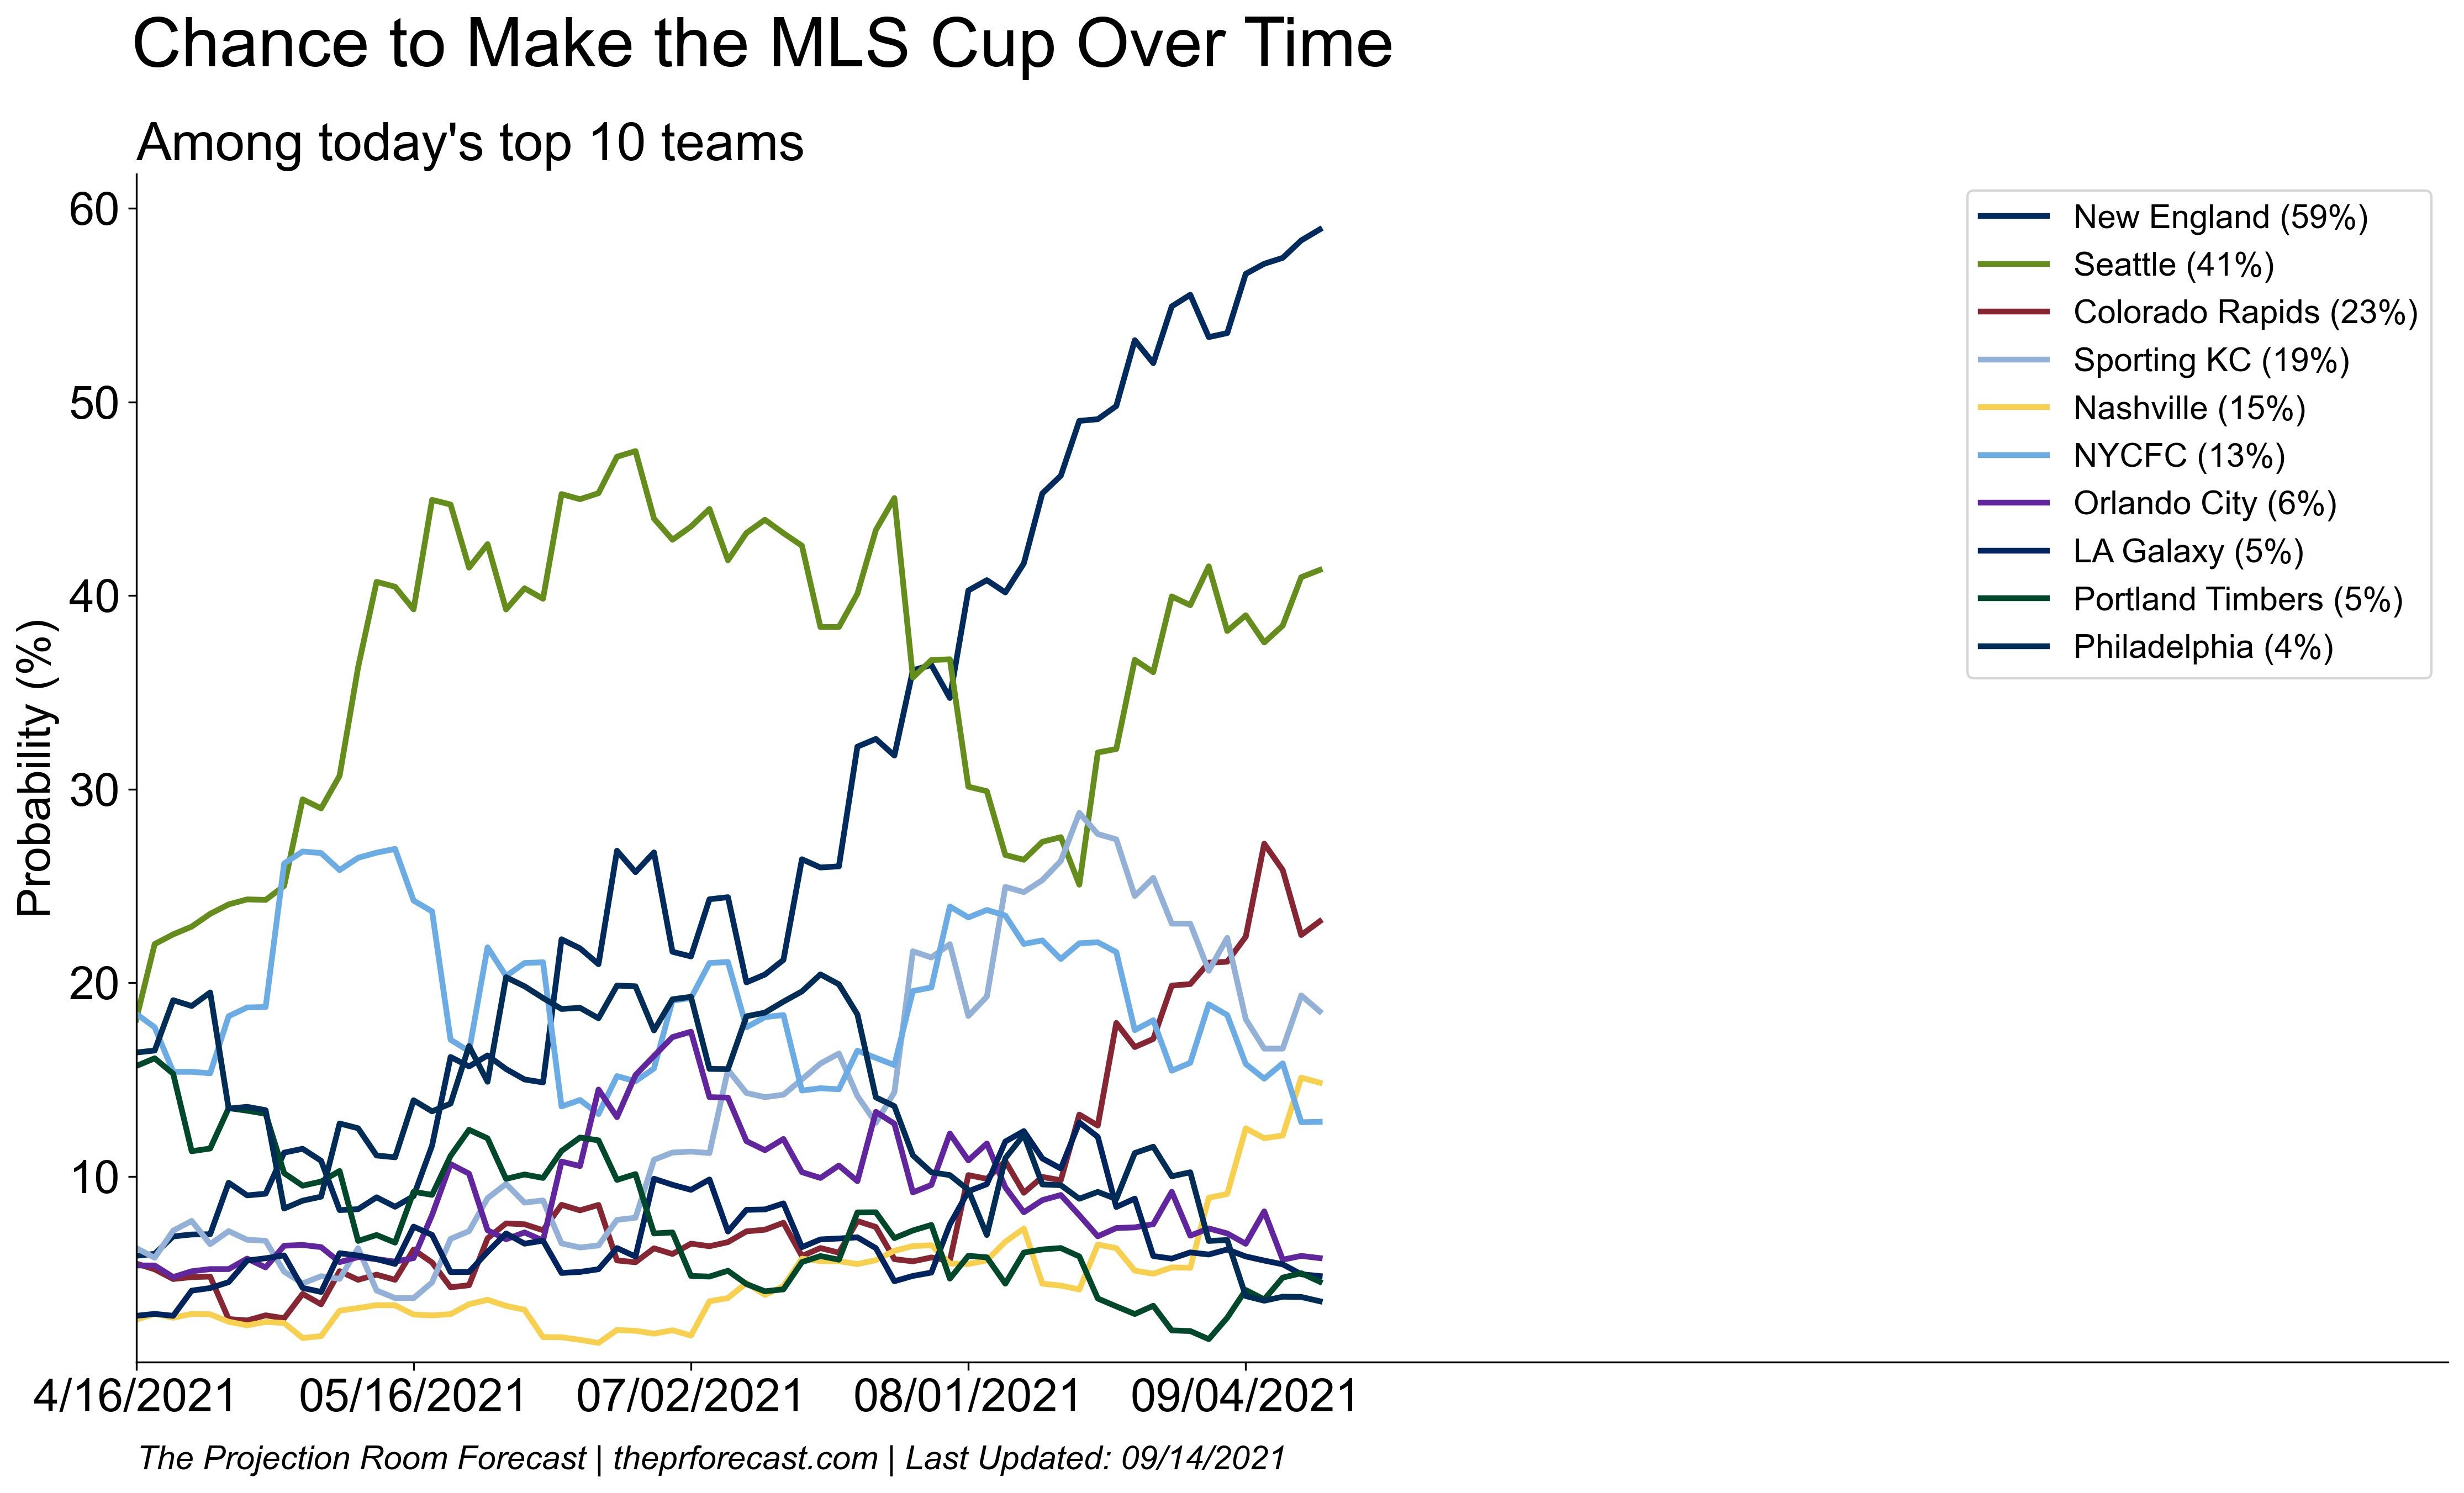 Chance to Make the MLS Cup Over Time
Among today's top 10 teams
60
50
40
30
20
10
Probability (%)
New England (59%)
Seattle (41%)
Colorado Rapids (23%)
Sporting KC (19%)
Nashville (15%)
NYCFC (13%)
Orlando City (6%)
LA Galaxy (5%)
Portland Timbers (5%)
Philadelphia (4%)
4/16/2021 05/16/2021 07/02/2021 08/01/2021 09/04/2021
The Projection Room Forecast | theprforecast.com | Last Updated: 09/14/2021